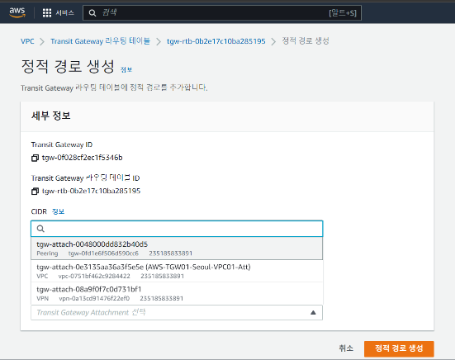 aws
서비스
검색
[알트+S]
VPC > Transit Gateway 라우팅 테이블 > tgw-rtb-0b2e17c10ba285195 > 정적 경로 생성
정적 경로 생성 정보
Transit Gateway 라우팅 테이블에 정적 경로를 추가합니다.
세부 정보
Transit Gateway ID
tgw-0f028cf2ec1f5346b
Transit Gateway 라우팅 테이블 ID
tgw-rtb-0b2e17c10ba285195
CIDR 정보
tgw-attach-0048000dd832b40d5
Peering tgw-0fd1e6f506d590cc6 235185833891
tgw-attach-0e3135aa36a3f5e5e (AWS-TGW01-Seoul-VPC01-Att)
VPC vpc-0751bf462c9284422 235185833891
tgw-attach-08a9f0f7c0d731bf1
VPN vpn-0a13cd91476f22ef0 235185833891
Transit Gateway Attachment 선택
취소
정적 경로 생성